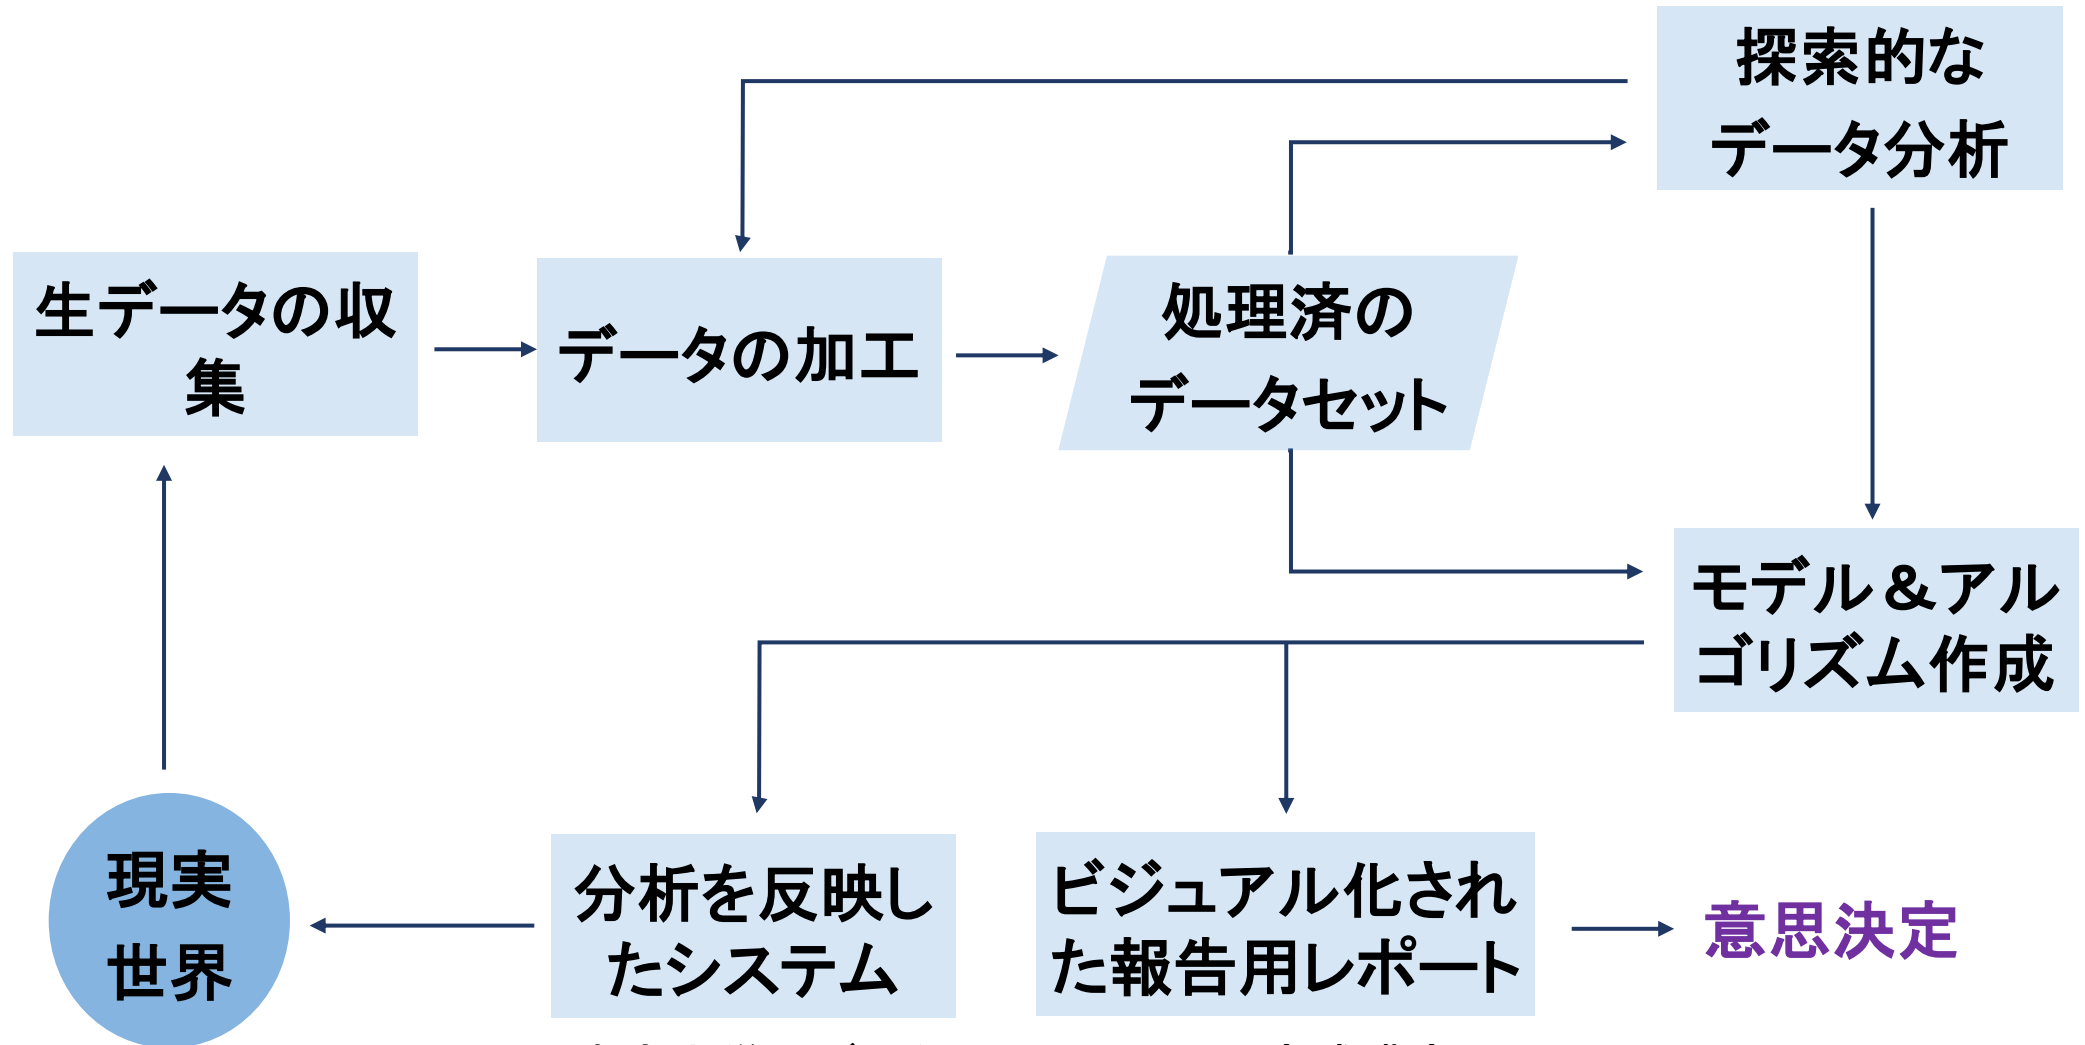 探索的な
データ分析
生データの収
集
データの加工
処理済の
データセット
モデル＆アル
ゴリズム作成
現実
世界
分析を反映し
たシステム
ビジュアル化され
た報告用レポート
意思決定